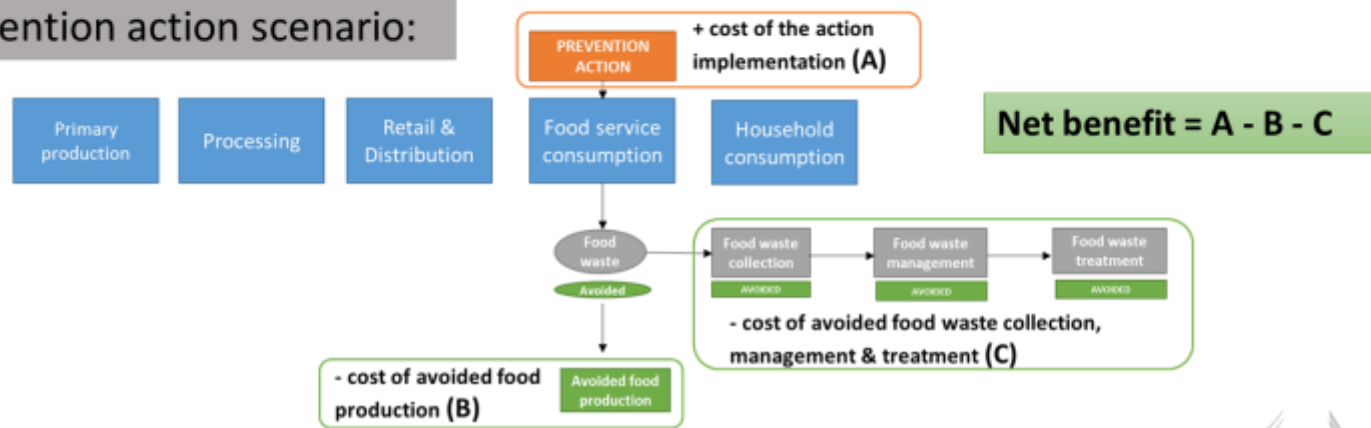 ention action scenario:
PREVENTION
ACTION
+ cost of the action
implementation (A)
Primary
production
Processing
Retail &
Distribution
Food service
consumption
Household
consumption
Net benefit = A - B - C
Food
waste
Avoided
Food waste
collection
AVOIDED
Food waste
management
AVOIDED
Food waste
treatment
AVOIDED
- cost of avoided food waste collection,
management & treatment (C)
- cost of avoided food
production (B)
Avoided food
production